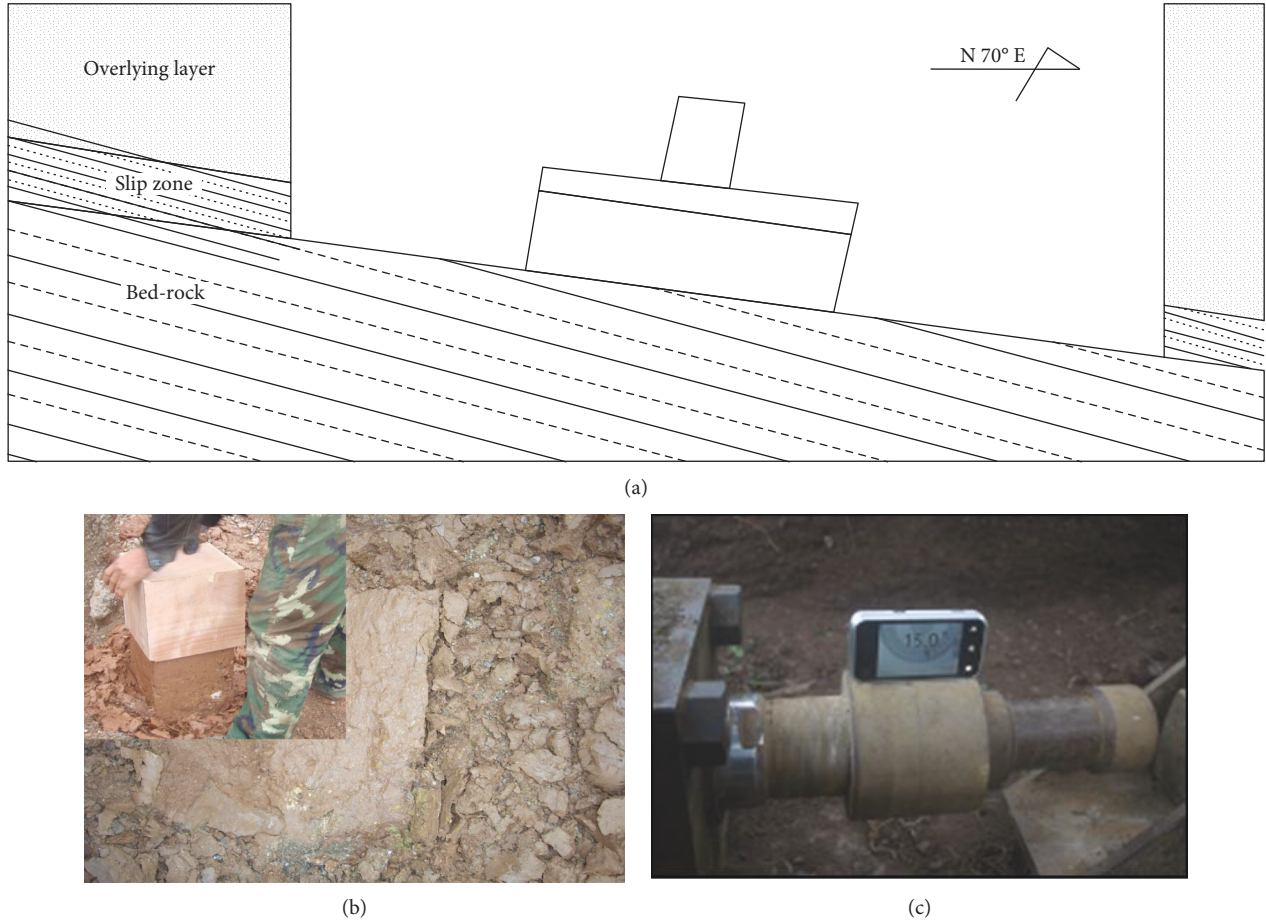 Overlying layer
N 70° E
Slip zone
Bed-rock
(a)
15.0°
(b)
(c)